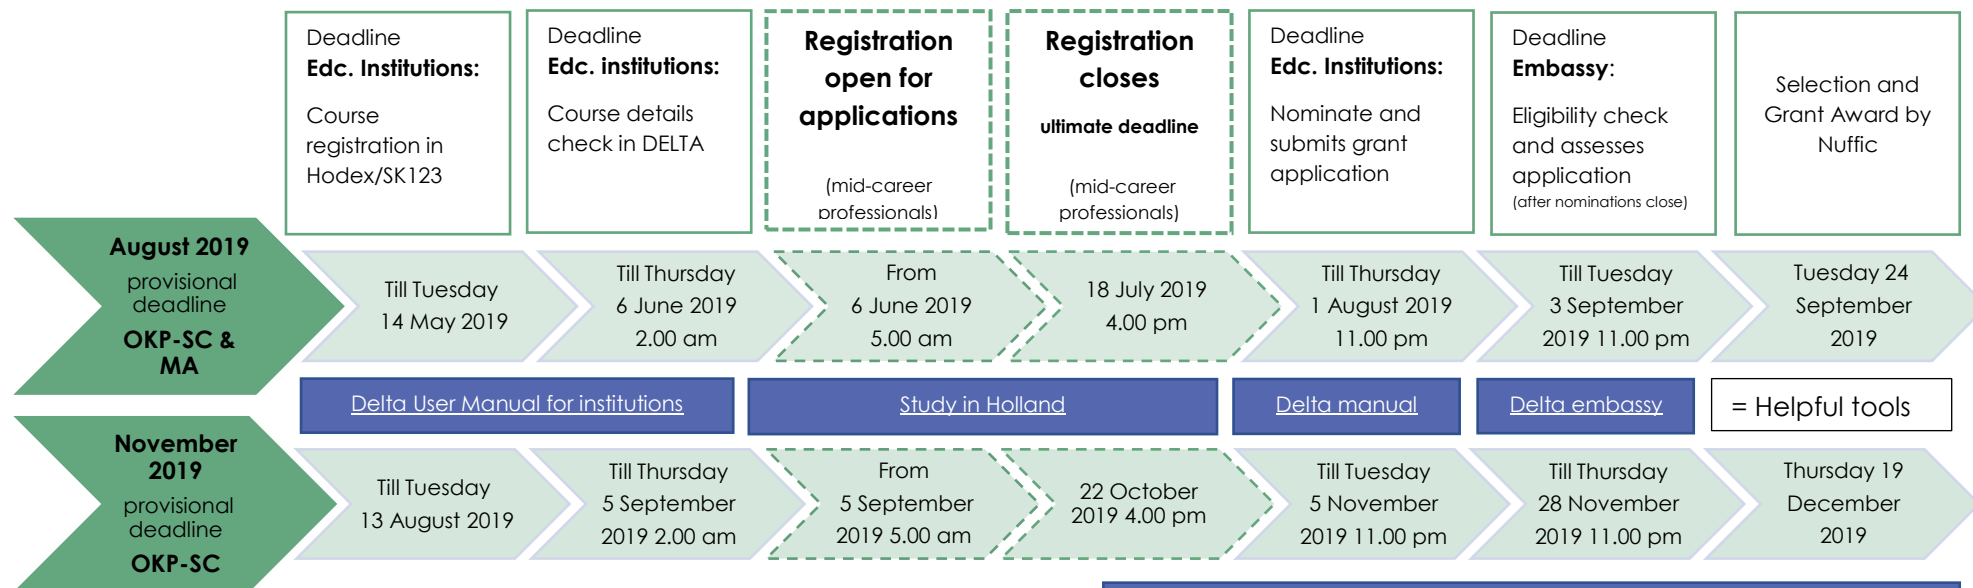 Deadline
Edc. Institutions:
Course
registration in
Hodex/SK123
Deadline
Edc. institutions:
Course details
check in DELTA
Registration
open for
applications
(mid-career
professionals)
Registration
closes
ultimate deadline
(mid-career
professionals)
Deadline
Edc. Institutions:
Nominate and
submits grant
application
Deadline
Embassy:
Eligibility check
and assesses
application
(after nominations close)
Selection and
Grant Award by
Nuffic
August 2019
provisional
deadline
OKP-SC &
MA
Till Tuesday
14 May 2019
Till Thursday
6 June 2019
2.00 am
From
6 June 2019
5.00 am
18 July 2019
4.00 pm
Till Thursday
1 August 2019
11.00 pm
Till Tuesday
3 September
2019 11.00 pm
Tuesday 24
September
2019
Delta User Manual for institutions
Study in Holland
Delta manual
Delta embassy
= Helpful tools
November
2019
provisional
deadline
OKP-SC
Till Tuesday
13 August 2019
Till Thursday
5 September
2019 2.00 am
From
5 September
2019 5.00 am
22 October
2019 4.00 pm
Till Tuesday
5 November
2019 11.00 pm
Till Thursday
28 November
2019 11.00 pm
Thursday 19
December
2019